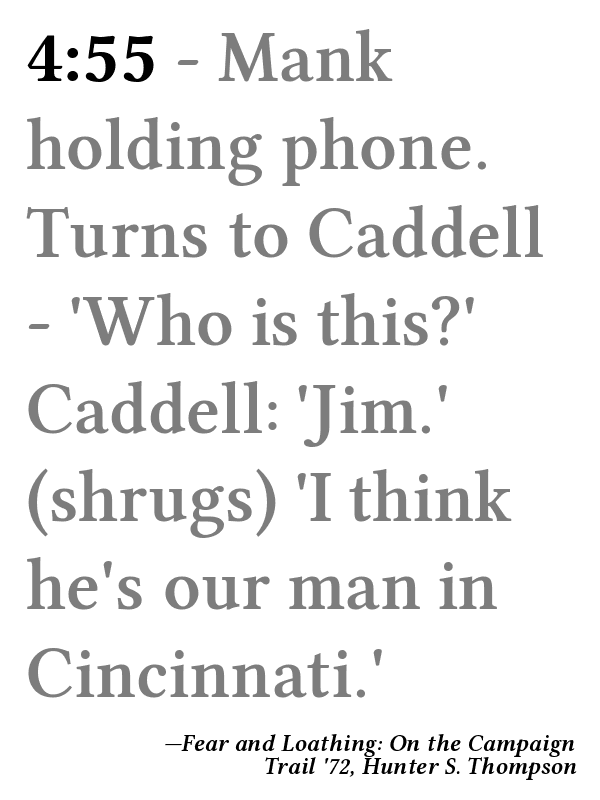 4:55 - Mank
holding phone.
Turns to Caddell
- 'Who is this?'
Caddell: 'Jim.'
(shrugs) 'I think
he's our man in
Cincinnati.'
—Fear and Loathing: On the Campaign
Trail '72, Hunter S. Thompson